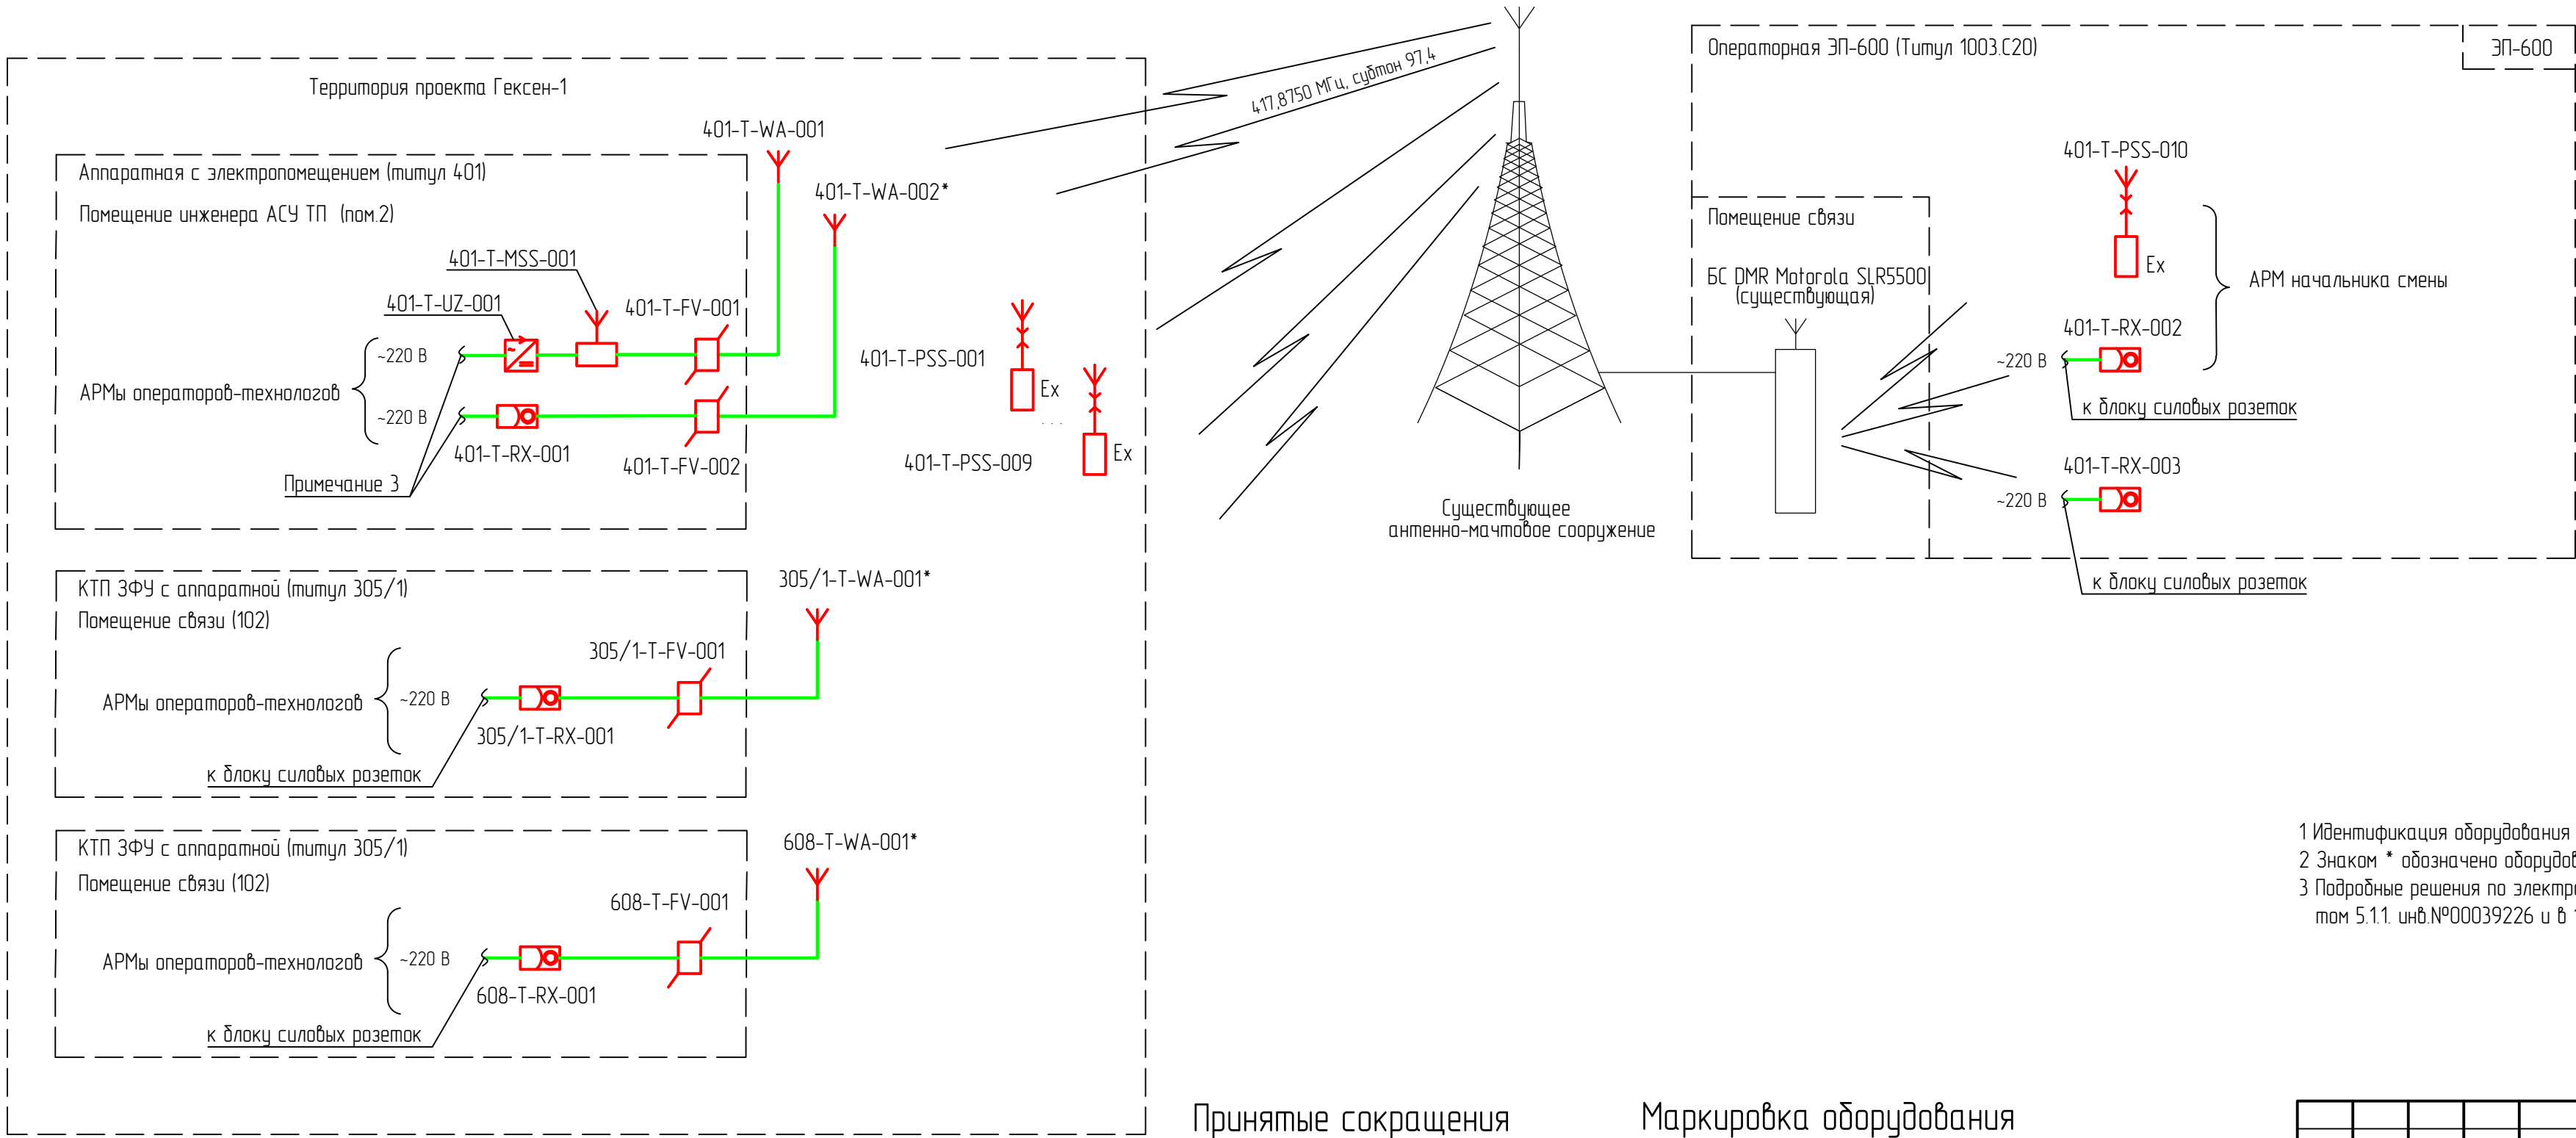 Территория проекта Гексен-1
Аппаратная с электропомещением (титул 401)
Помещение инженера АСУ ТП (пом.2)
401-T-WA-001
401-T-WA-002*
401-T-MSS-001
401-T-UZ-001
401-T-FV-001
~220 В
АРМы операторов-технологов
~220 В
401-T-RX-001
401-T-FV-002
Примечание 3
401-T-PSS-001
Ex
. . .
401-T-PSS-009
Ex
КТП ЗФУ с аппаратной (титул 305/1)
Помещение связи (102)
305/1-T-WA-001*
305/1-T-FV-001
АРМы операторов-технологов
~220 В
305/1-T-RX-001
к блоку силовых розеток
КТП ЗФУ с аппаратной (титул 305/1)
Помещение связи (102)
608-T-WA-001*
608-T-FV-001
АРМы операторов-технологов
~220 В
608-T-RX-001
к блоку силовых розеток
417,8750 МГц, субтон 97,4
Существующее
антенно-мачтовое сооружение
Операторная ЭП-600 (Титул 1003.С20)
ЭП-600
Помещение связи
БС DMR Motorola SLR5500
(существующая)
401-T-PSS-010
Ex
АРМ начальника смены
401-T-RX-002
~220 В
к блоку силовых розеток
401-T-RX-003
~220 В
к блоку силовых розеток
1 Идентификация оборудования
2 Знаком * обозначено
3 Подробные решения по
том 5.1.1. инв.№00039226 и в
Принятые сокращения
Маркировка оборудования